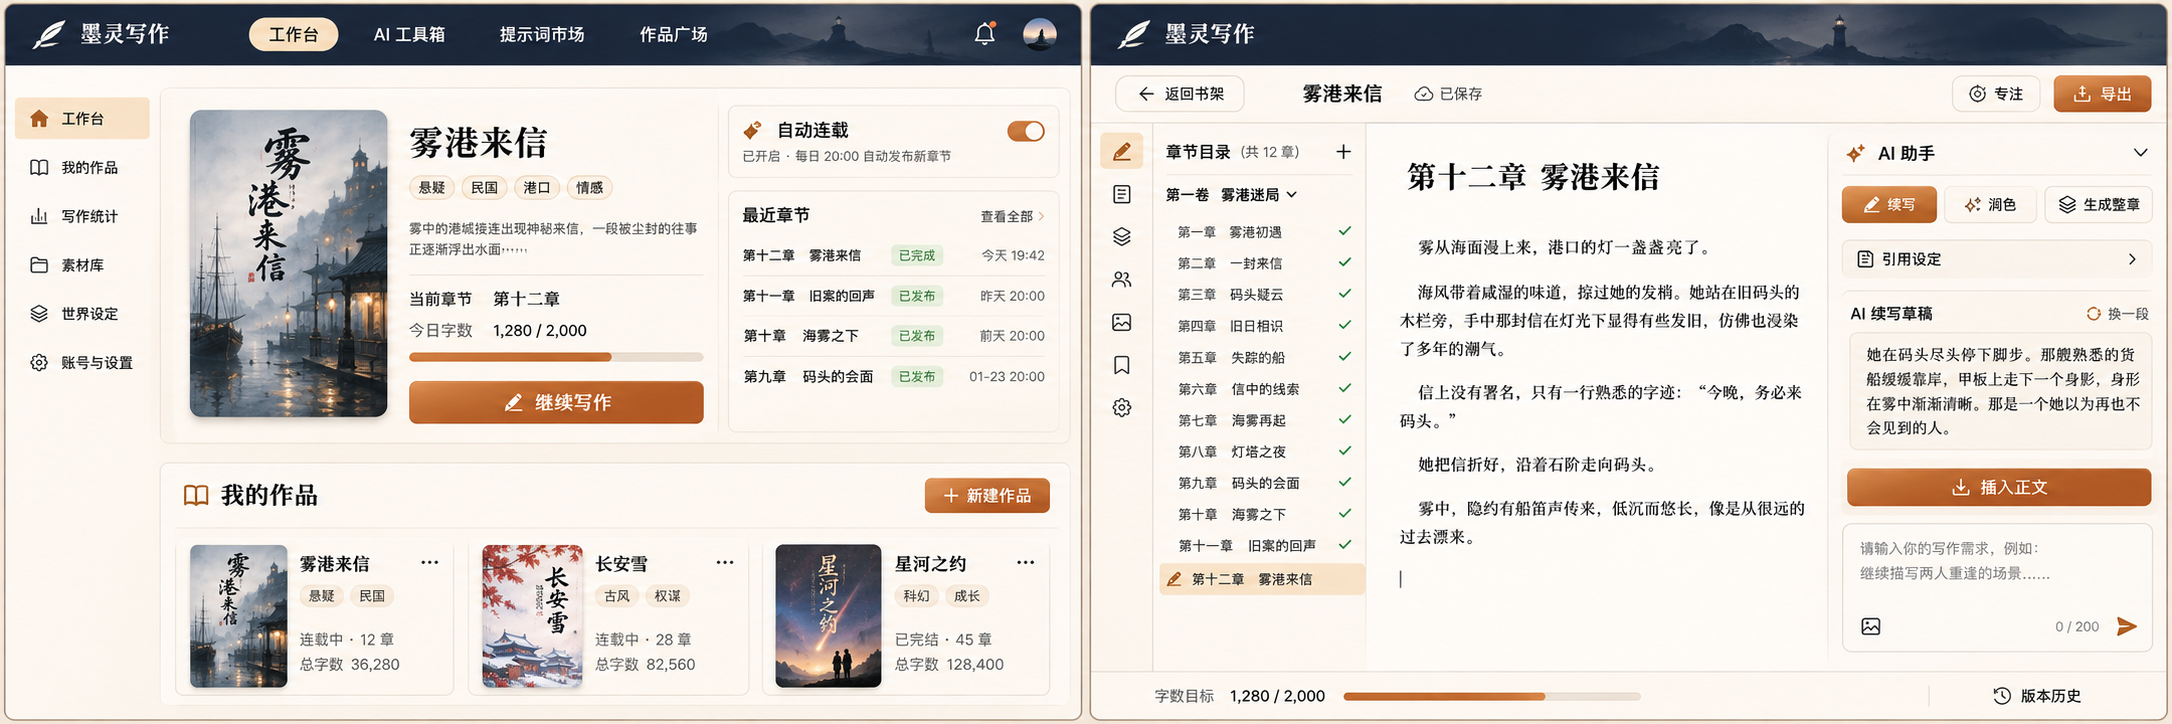 墨灵写作
工作台
AI 工具箱
提示词市场
作品广场
工作台
我的作品
写作统计
素材库
世界设定
账号与设置
霧港来信
雾港来信
悬疑 民国 港口 情感
雾中的港城接连出现神秘来信，一段被尘封的往事
正逐渐浮出水面……
当前章节 第十二章
今日字数 1,280 / 2,000
继续写作
自动连载
已开启 · 每日 20:00 自动发布新章节
最近章节 查看全部
第十二章 雾港来信 已完成 今天 19:42
第十一章 旧案的回声 已发布 昨天 20:00
第十章 海雾之下 已发布 前天 20:00
第九章 码头的会面 已发布 01-23 20:00
我的作品
新建作品
霧港来信
雾港来信
悬疑 民国
连载中 · 12 章
总字数 36,280
长安雪
长安雪
古风 权谋
连载中 · 28 章
总字数 82,560
星河之约
星河之约
科幻 成长
已完结 · 45 章
总字数 128,400
墨灵写作
返回书架
雾港来信
已保存
专注
导出
章节目录 (共 12 章)
第一卷 雾港迷局
第一章 雾港初遇
第二章 一封来信
第三章 码头疑云
第四章 旧日相识
第五章 失踪的船
第六章 信中的线索
第七章 海雾再起
第八章 灯塔之夜
第九章 码头的会面
第十章 海雾之下
第十一章 旧案的回声
第十二章 雾港来信
第十二章 雾港来信
雾从海面漫上来，港口的灯一盏盏亮了。
海风带着咸湿的味道，掠过她的发梢。她站在旧码头的
木栏旁，手中那封信在灯光下显得有些发旧，仿佛也浸染
了多年的潮气。
信上没有署名，只有一行熟悉的字迹：“今晚，务必来
码头。”
她把信折好，沿着石阶走向码头。
雾中，隐约有船笛声传来，低沉而悠长，像是从很远的
过去漂来。
AI 助手
续写
润色
生成整章
引用设定
AI 续写草稿 换一段
她在码头尽头停下脚步。那艘熟悉的货
船缓缓靠岸，甲板上走下一个身影，身形
在雾中渐渐清晰。那是一个她以为再也不
会见到的人。
插入正文
请输入你的写作需求，例如：
继续描写两人重逢的场景……
0 / 200
字数目标 1,280 / 2,000
版本历史